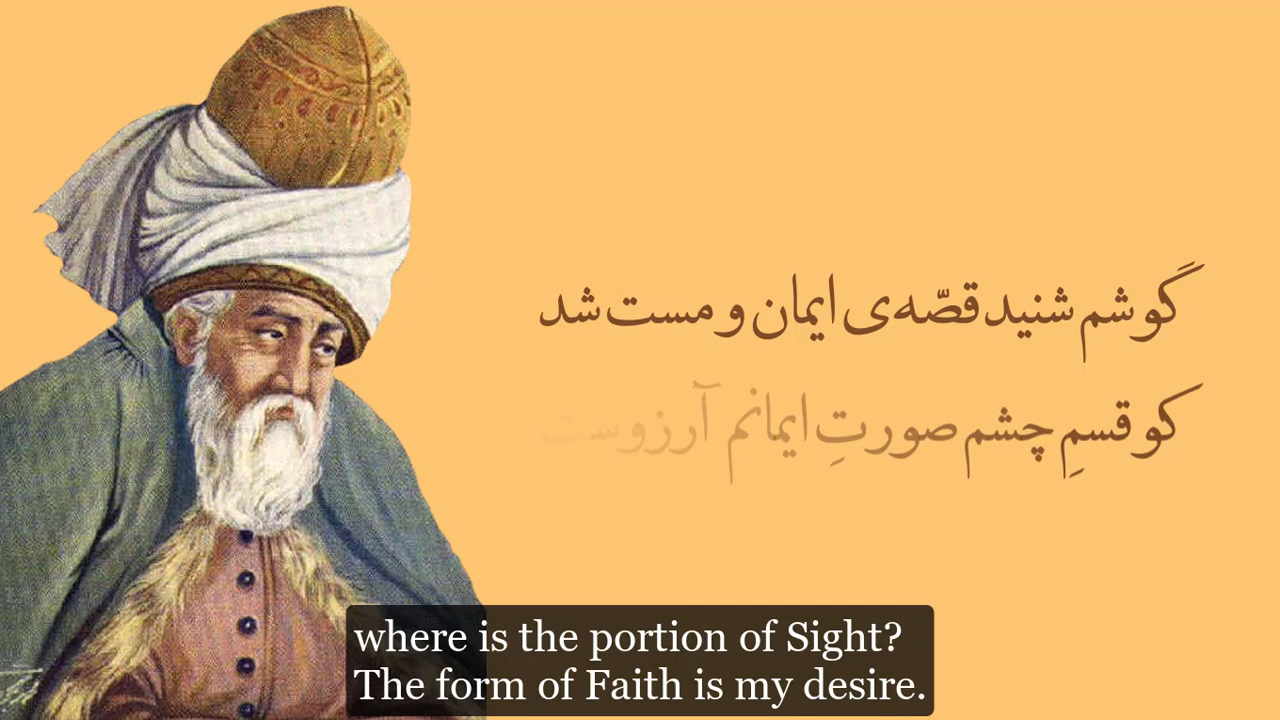 گوشم شنید قصّه‌ی ایمان و مست شد
کو قسمِ چشم صورتِ ایمانم آرزوست
where is the portion of Sight?
The form of Faith is my desire.